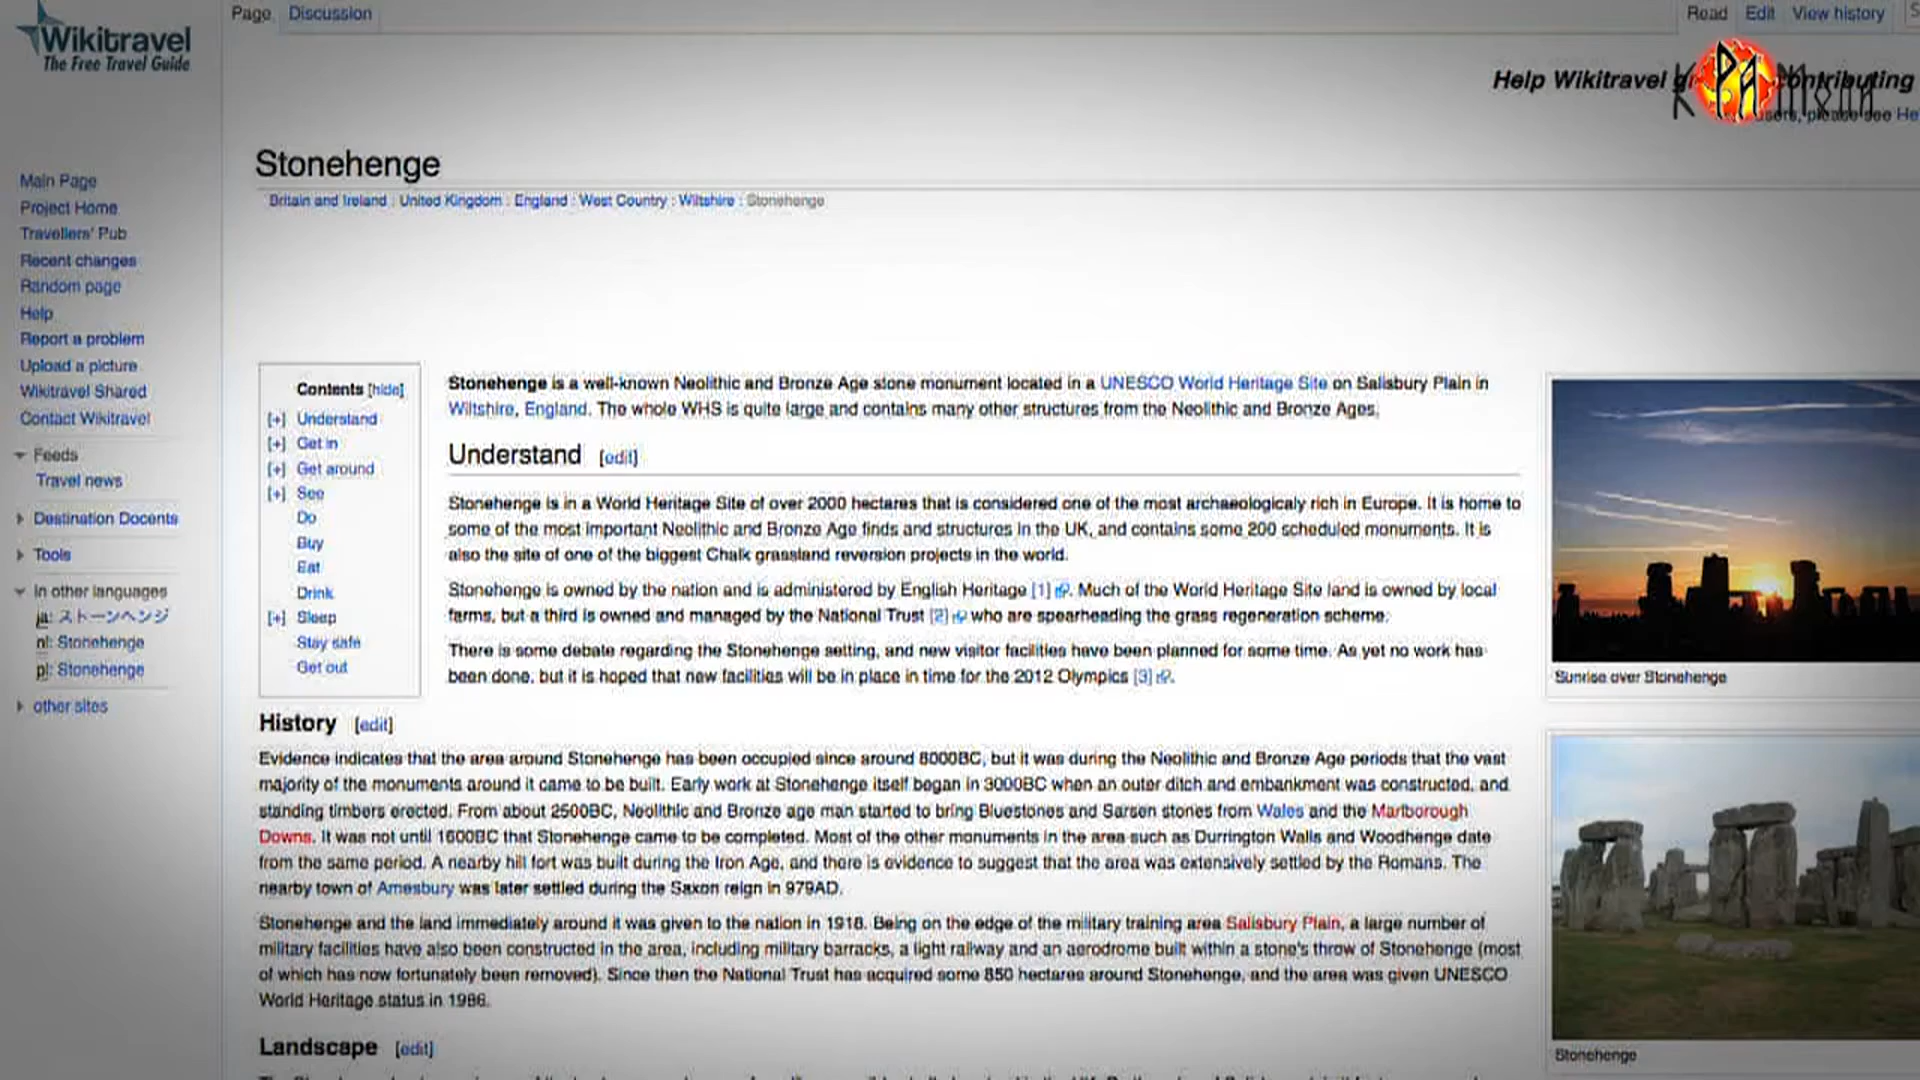 Wikitravel
The Free Travel Guide
Page Discussion
Read Edit View history
Help Wikitravel contributing
users, please see He
Main Page
Project Home
Travellers' Pub
Recent changes
Random page
Help
Report a problem
Upload a picture
Wikitravel Shared
Contact Wikitravel
Feeds
Travel news
Destination Docents
Tools
In other languages
ja: ストーンヘンジ
nl: Stonehenge
pl: Stonehenge
other sites
Stonehenge
Britain and Ireland : United Kingdom : England : West Country : Wiltshire : Stonehenge
Contents [hide]
[+] Understand
[+] Get in
[+] Get around
[+] See
Do
Buy
Eat
Drink
[+] Sleep
Stay safe
Get out
Stonehenge is a well-known Neolithic and Bronze Age stone monument located in a UNESCO World Heritage Site on Salisbury Plain in
Wiltshire, England. The whole WHS is quite large and contains many other structures from the Neolithic and Bronze Ages.
Understand [edit]
Stonehenge is in a World Heritage Site of over 2000 hectares that is considered one of the most archaeologicaly rich in Europe. It is home to
some of the most important Neolithic and Bronze Age finds and structures in the UK, and contains some 200 scheduled monuments. It is
also the site of one of the biggest Chalk grassland reversion projects in the world.
Stonehenge is owned by the nation and is administered by English Heritage [1]. Much of the World Heritage Site land is owned by local
farms, but a third is owned and managed by the National Trust [2] who are spearheading the grass regeneration scheme.
There is some debate regarding the Stonehenge setting, and new visitor facilities have been planned for some time. As yet no work has
been done, but it is hoped that new facilities will be in place in time for the 2012 Olympics [3].
History [edit]
Evidence indicates that the area around Stonehenge has been occupied since around 8000BC, but it was during the Neolithic and Bronze Age periods that the vast
majority of the monuments around it came to be built. Early work at Stonehenge itself began in 3000BC when an outer ditch and embankment was constructed, and
standing timbers erected. From about 2500BC, Neolithic and Bronze age man started to bring Bluestones and Sarsen stones from Wales and the Marlborough
Downs. It was not until 1600BC that Stonehenge came to be completed. Most of the other monuments in the area such as Durrington Walls and Woodhenge date
from the same period. A nearby hill fort was built during the Iron Age, and there is evidence to suggest that the area was extensively settled by the Romans. The
nearby town of Amesbury was later settled during the Saxon reign in 979AD.
Stonehenge and the land immediately around it was given to the nation in 1918. Being on the edge of the military training area Salisbury Plain, a large number of
military facilities have also been constructed in the area, including military barracks, a light railway and an aerodrome built within a stone's throw of Stonehenge (most
of which has now fortunately been removed). Since then the National Trust has acquired some 850 hectares around Stonehenge, and the area was given UNESCO
World Heritage status in 1986.
Landscape [edit]
Sunrise over Stonehenge
Stonehenge